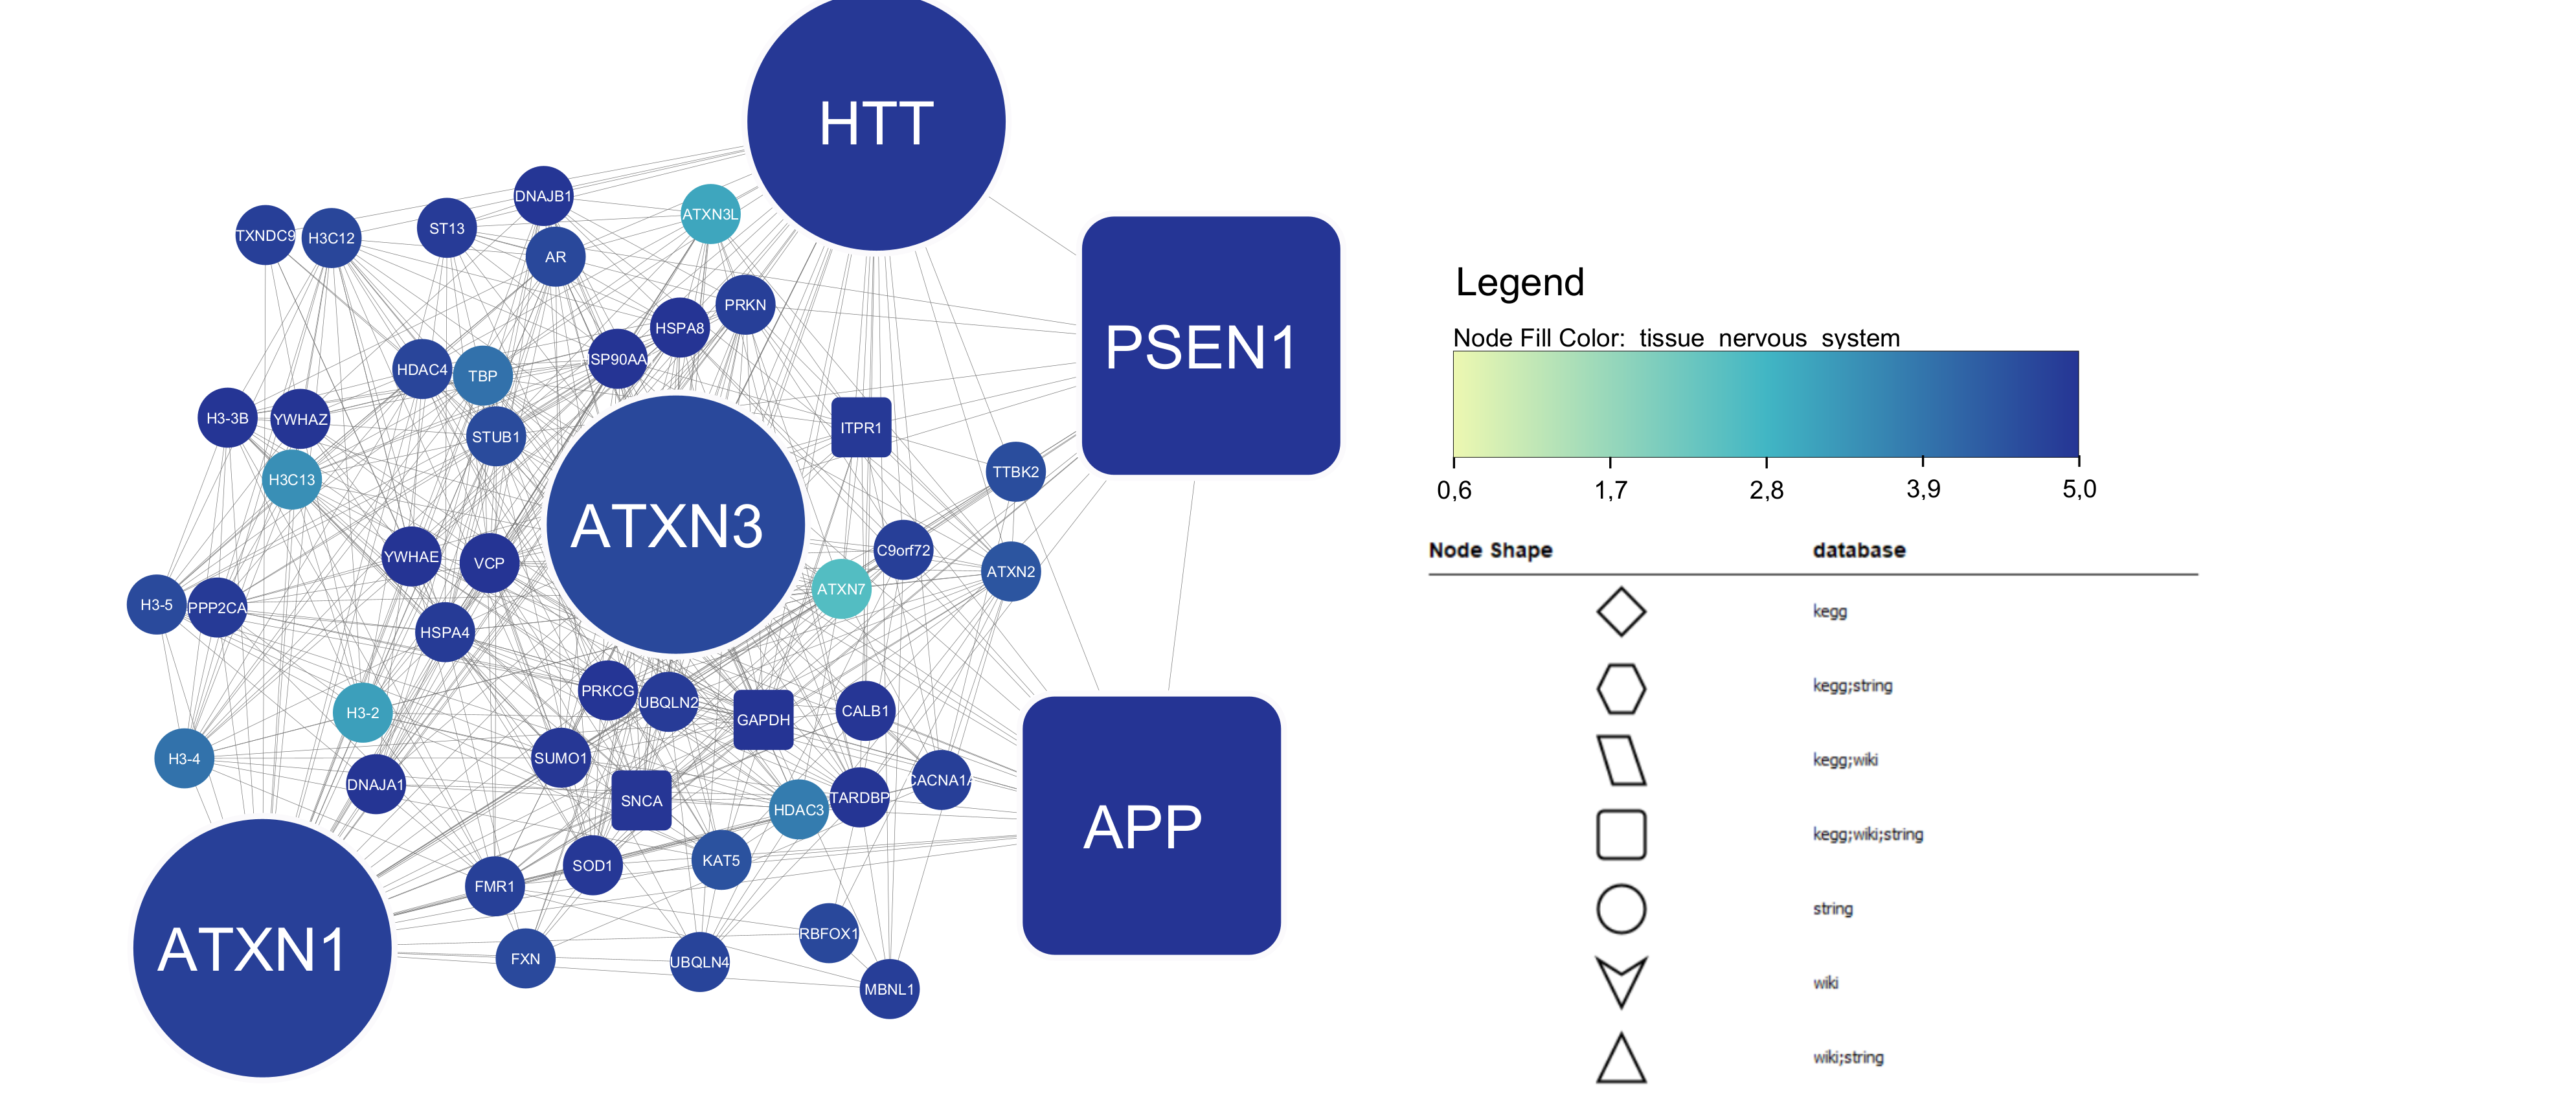 HTT
DNAJB1
ATXN3L
TXNDC9
H3C12
ST13
AR
PRKN
HSPA8
PSEN1
SP90AA
HDAC4
TBP
H3-3B
YWHAZ
STUB1
ITPR1
TTBK2
H3C13
ATXN3
YWHAE
VCP
C9orf72
ATXN2
ATXN7
H3-5
PPP2CA
HSPA4
PRKCG
UBQLN2
H3-2
GAPDH
CALB1
H3-4
SUMO1
DNAJA1
SNCA
HDAC3
TARDBP
CACNA1A
APP
KAT5
SOD1
FMR1
ATXN1
RBFOX1
FXN
UBQLN4
MBNL1
Legend
Node Fill Color: tissue nervous system
0,6 1,7 2,8 3,9 5,0
Node Shape database
kegg
kegg;string
kegg;wiki
kegg;wiki;string
string
wiki
wiki;string